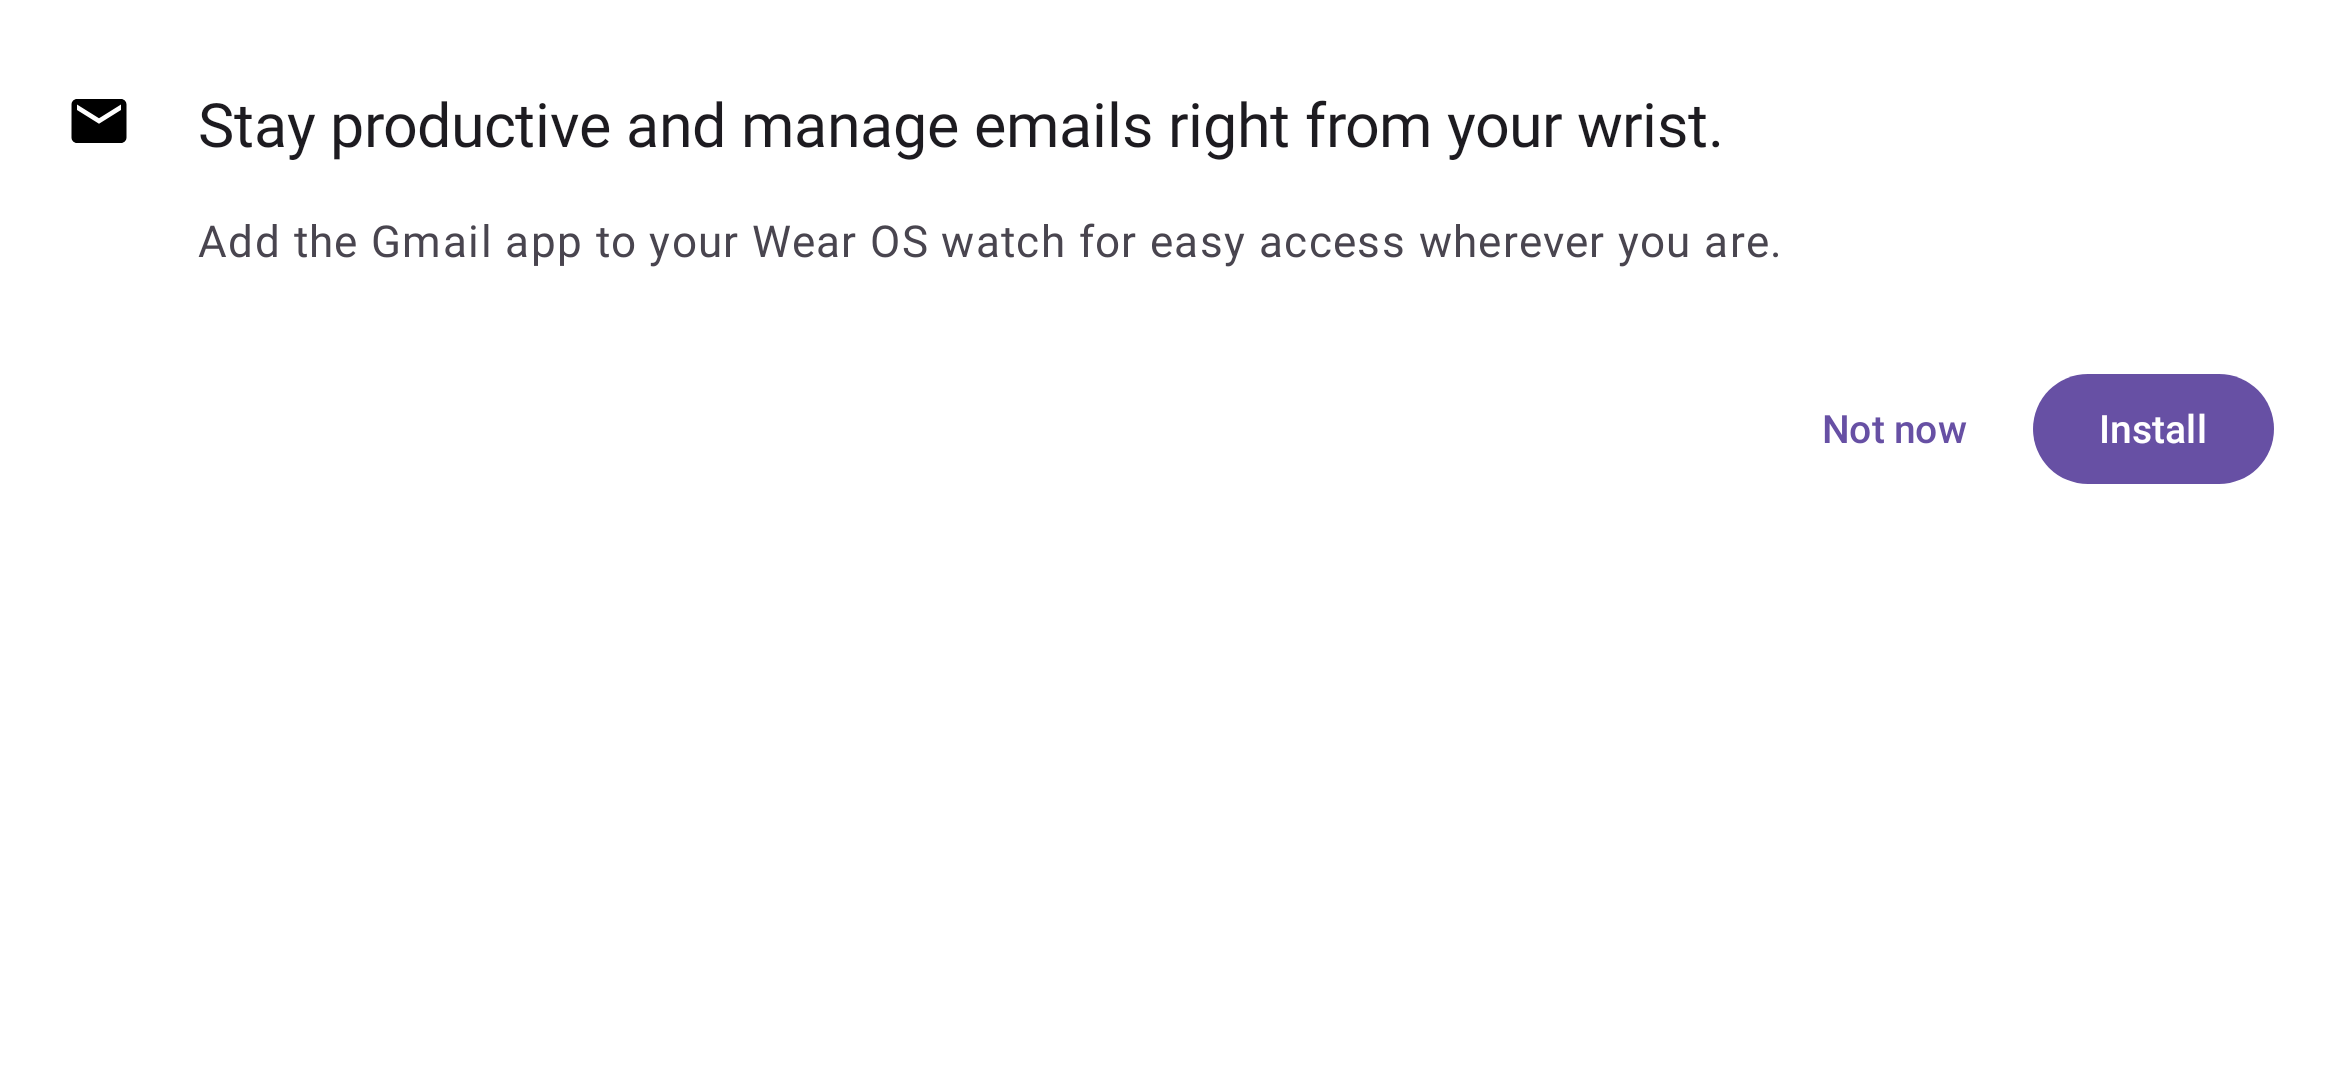 Stay productive and manage emails right from your wrist.
Add the Gmail app to your Wear OS watch for easy access wherever you are.
Not now
Install